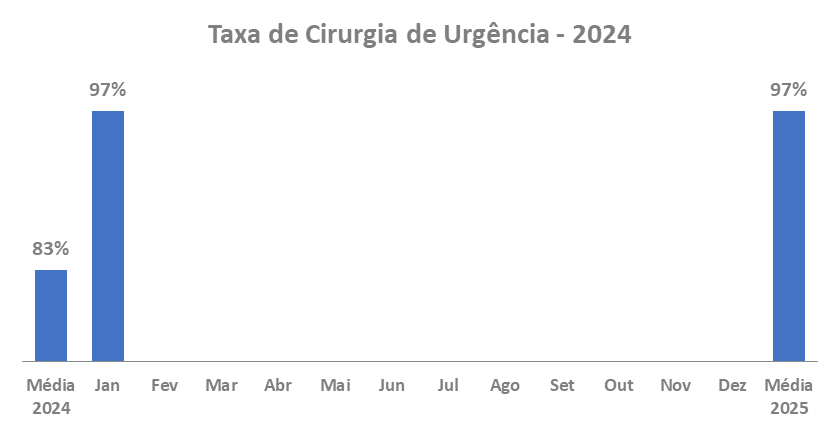 Taxa de Cirurgia de Urgência - 2024
97%
97%
83%
Média Jan Fev Mar Abr Mai Jun Jul Ago Set Out Nov Dez Média
2024 2025